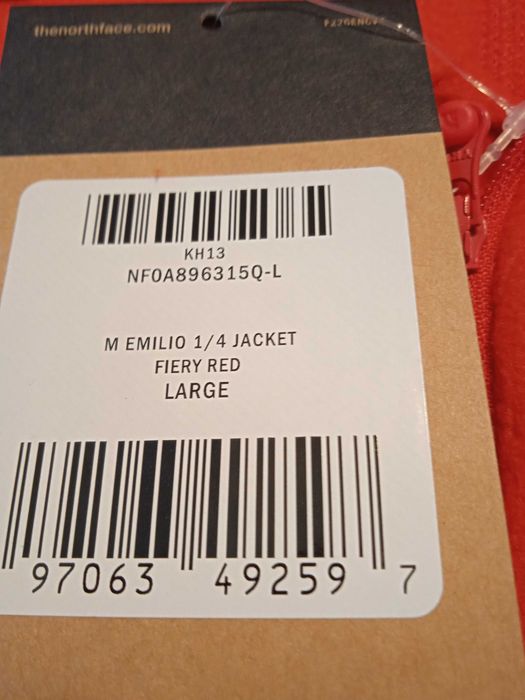 thenorthface.com
KH13
NF0A896315Q-L
M EMILIO 1/4 JACKET
FIERY RED
LARGE
97063 49259 7